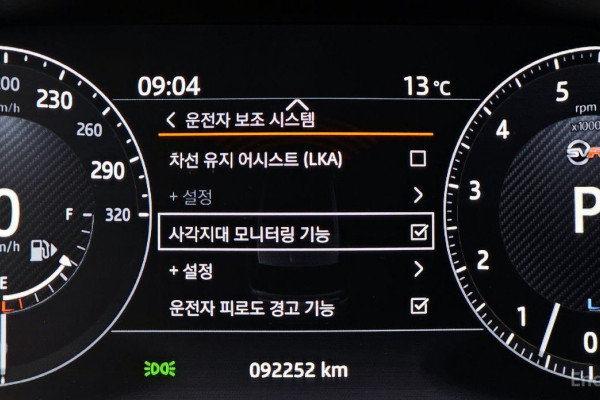 09:04
13 °C
운전자 보조 시스템
차선 유지 어시스트 (LKA)
+ 설정
사각지대 모니터링 기능
+ 설정
운전자 피로도 경고 기능
092252 km
230
260
290
320
F
E
0
5
rpm
x1000
SVR
4
3
2
1
0
P
L